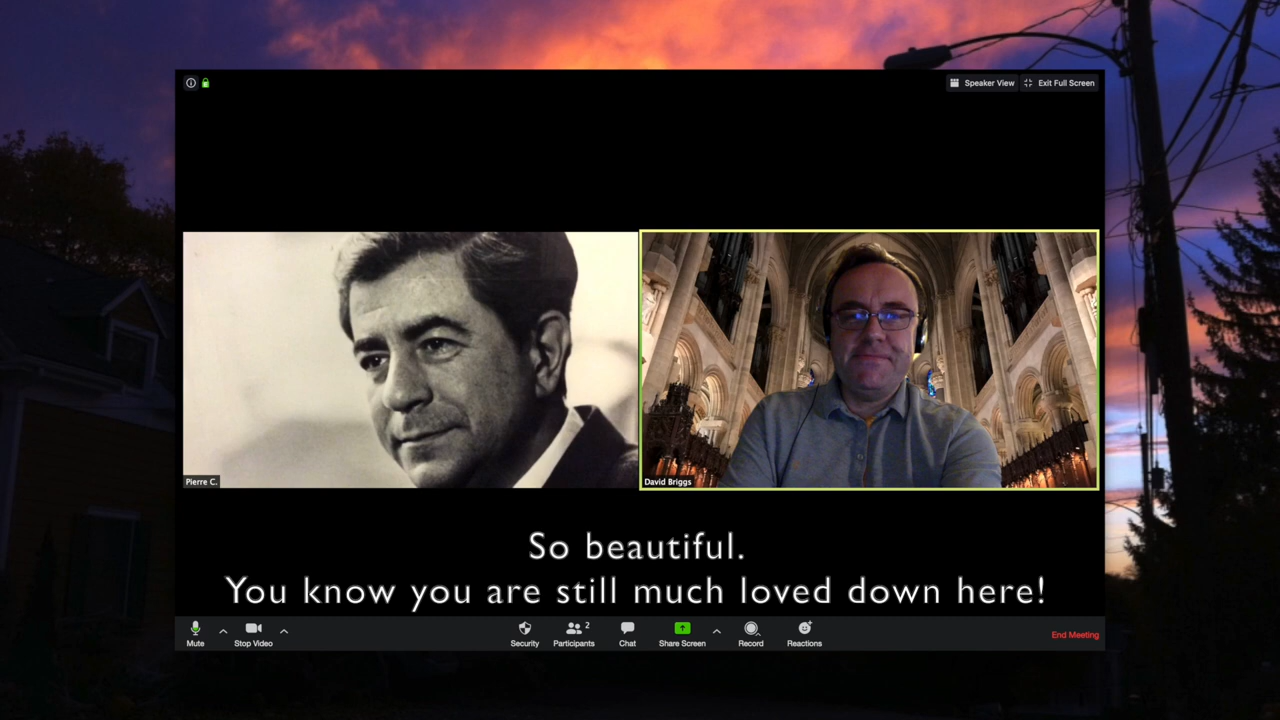 Speaker View
Exit Full Screen
Pierre C.
David Briggs
So beautiful.
You know you are still much loved down here!
Mute
Stop Video
Security
Participants
2
Chat
Share Screen
Record
Reactions
End Meeting